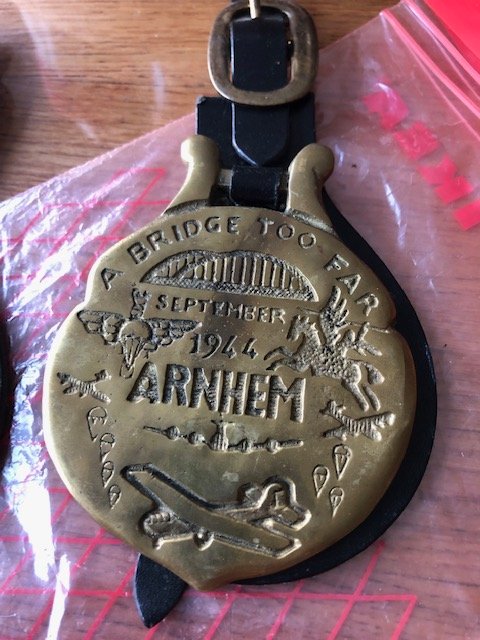 A BRIDGE TOO FAR
SEPTEMBER
1944
ARNHEM